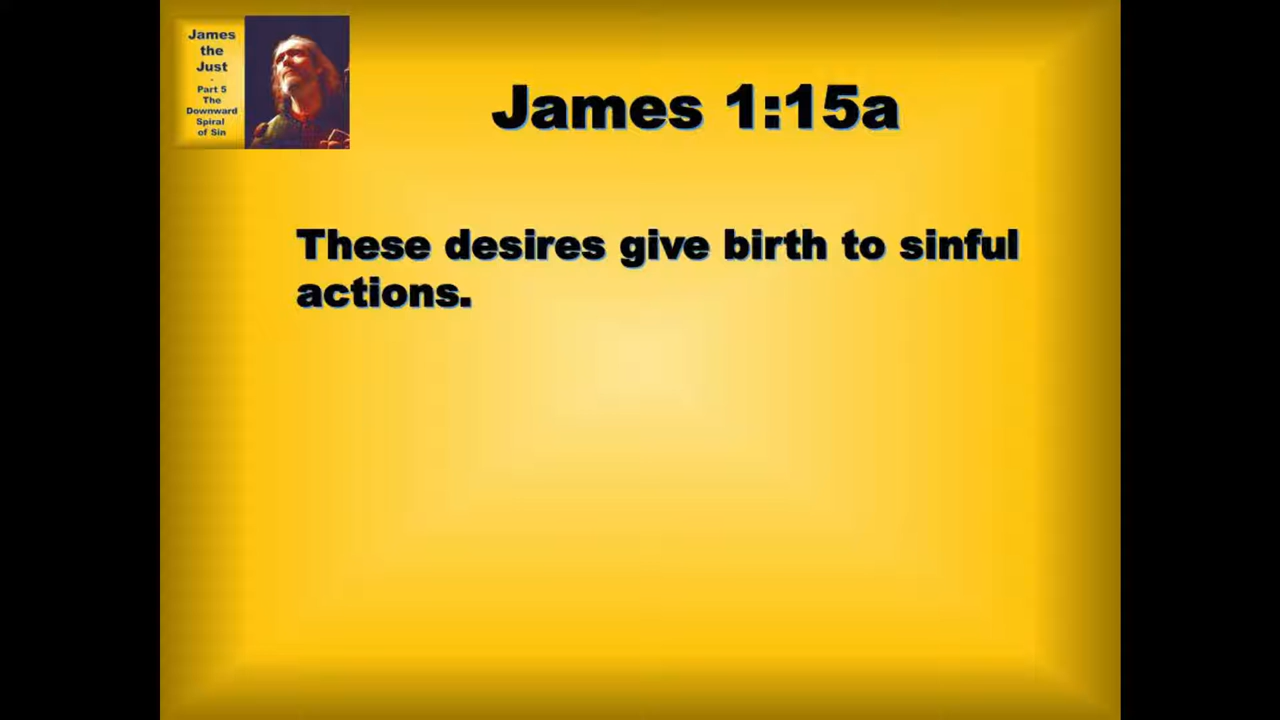 James
the
Just
-
Part 5
The
Downward
Spiral
of Sin
James 1:15a
These desires give birth to sinful
actions.